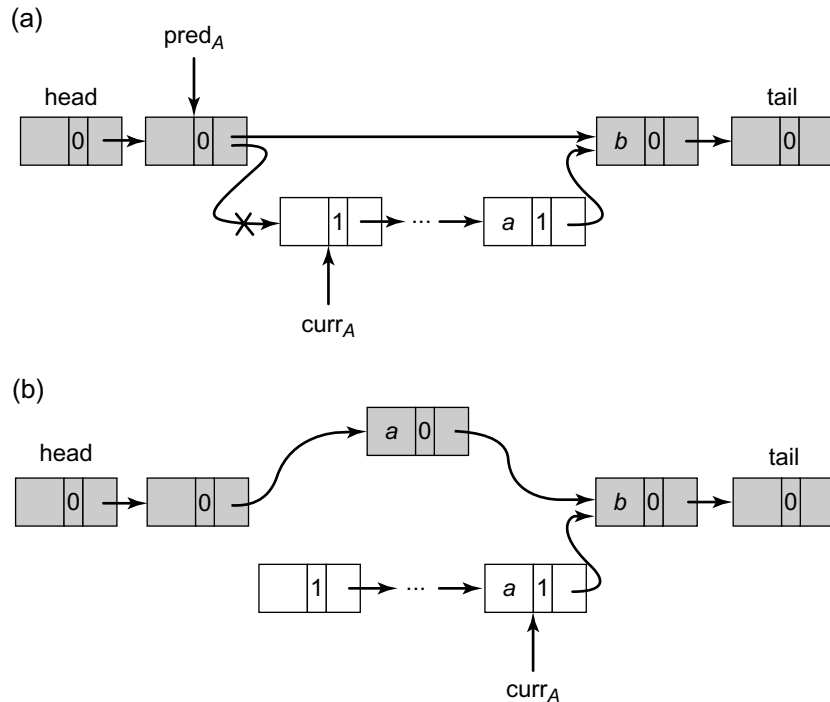 (a)
pred_A
head
tail
0 0 b 0 0
1 ... a 1
curr_A
(b)
a 0
head
tail
0 0 b 0 0
1 ... a 1
curr_A